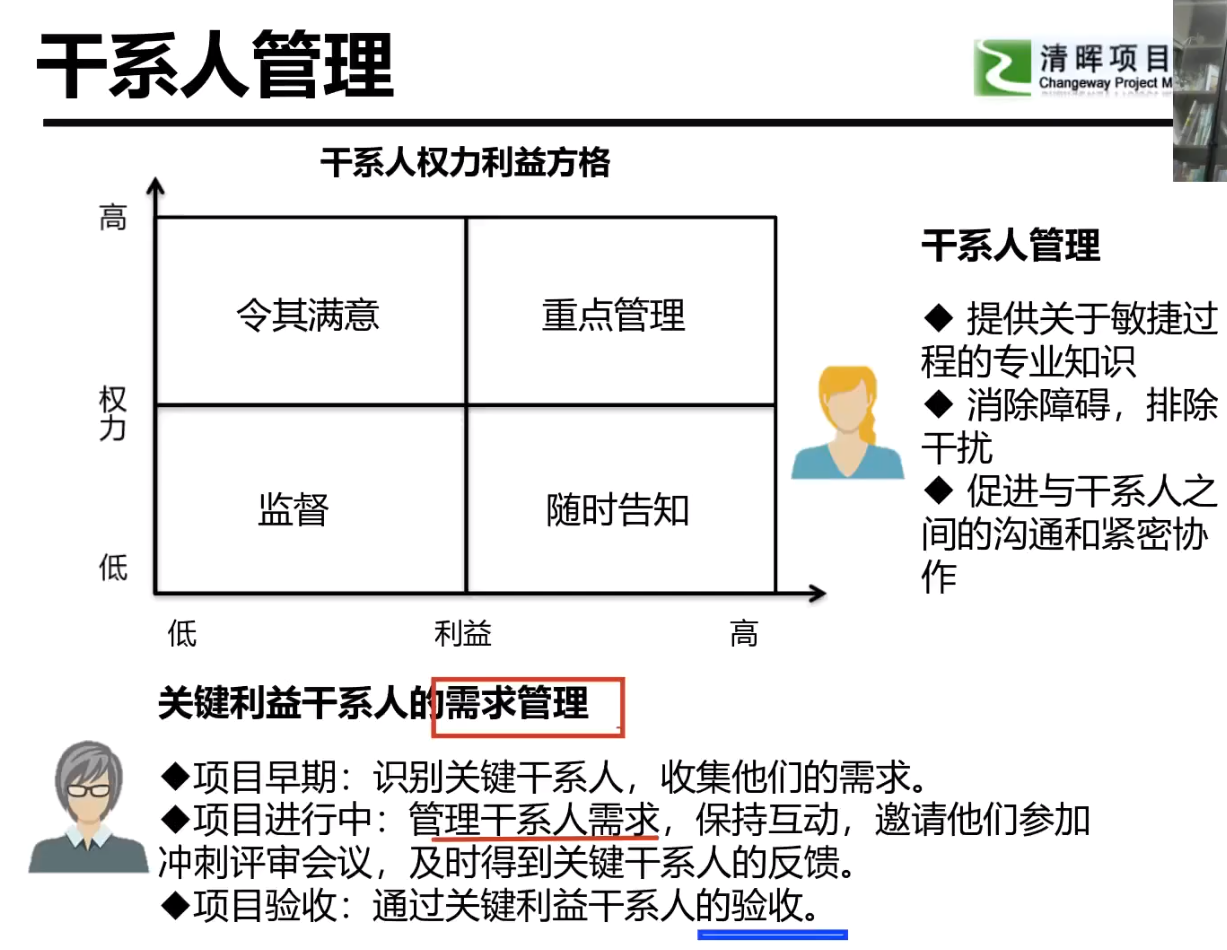 干系人管理
清晖项目
Changeway Project M
干系人权力利益方格
高
令其满意
重点管理
权力
监督
随时告知
低
低
利益
高
干系人管理
◆ 提供关于敏捷过
程的专业知识
◆ 消除障碍，排除
干扰
◆ 促进与干系人之
间的沟通和紧密协
作
关键利益干系人的需求管理
◆项目早期：识别关键干系人，收集他们的需求。
◆项目进行中：管理干系人需求，保持互动，邀请他们参加
冲刺评审会议，及时得到关键干系人的反馈。
◆项目验收：通过关键利益干系人的验收。